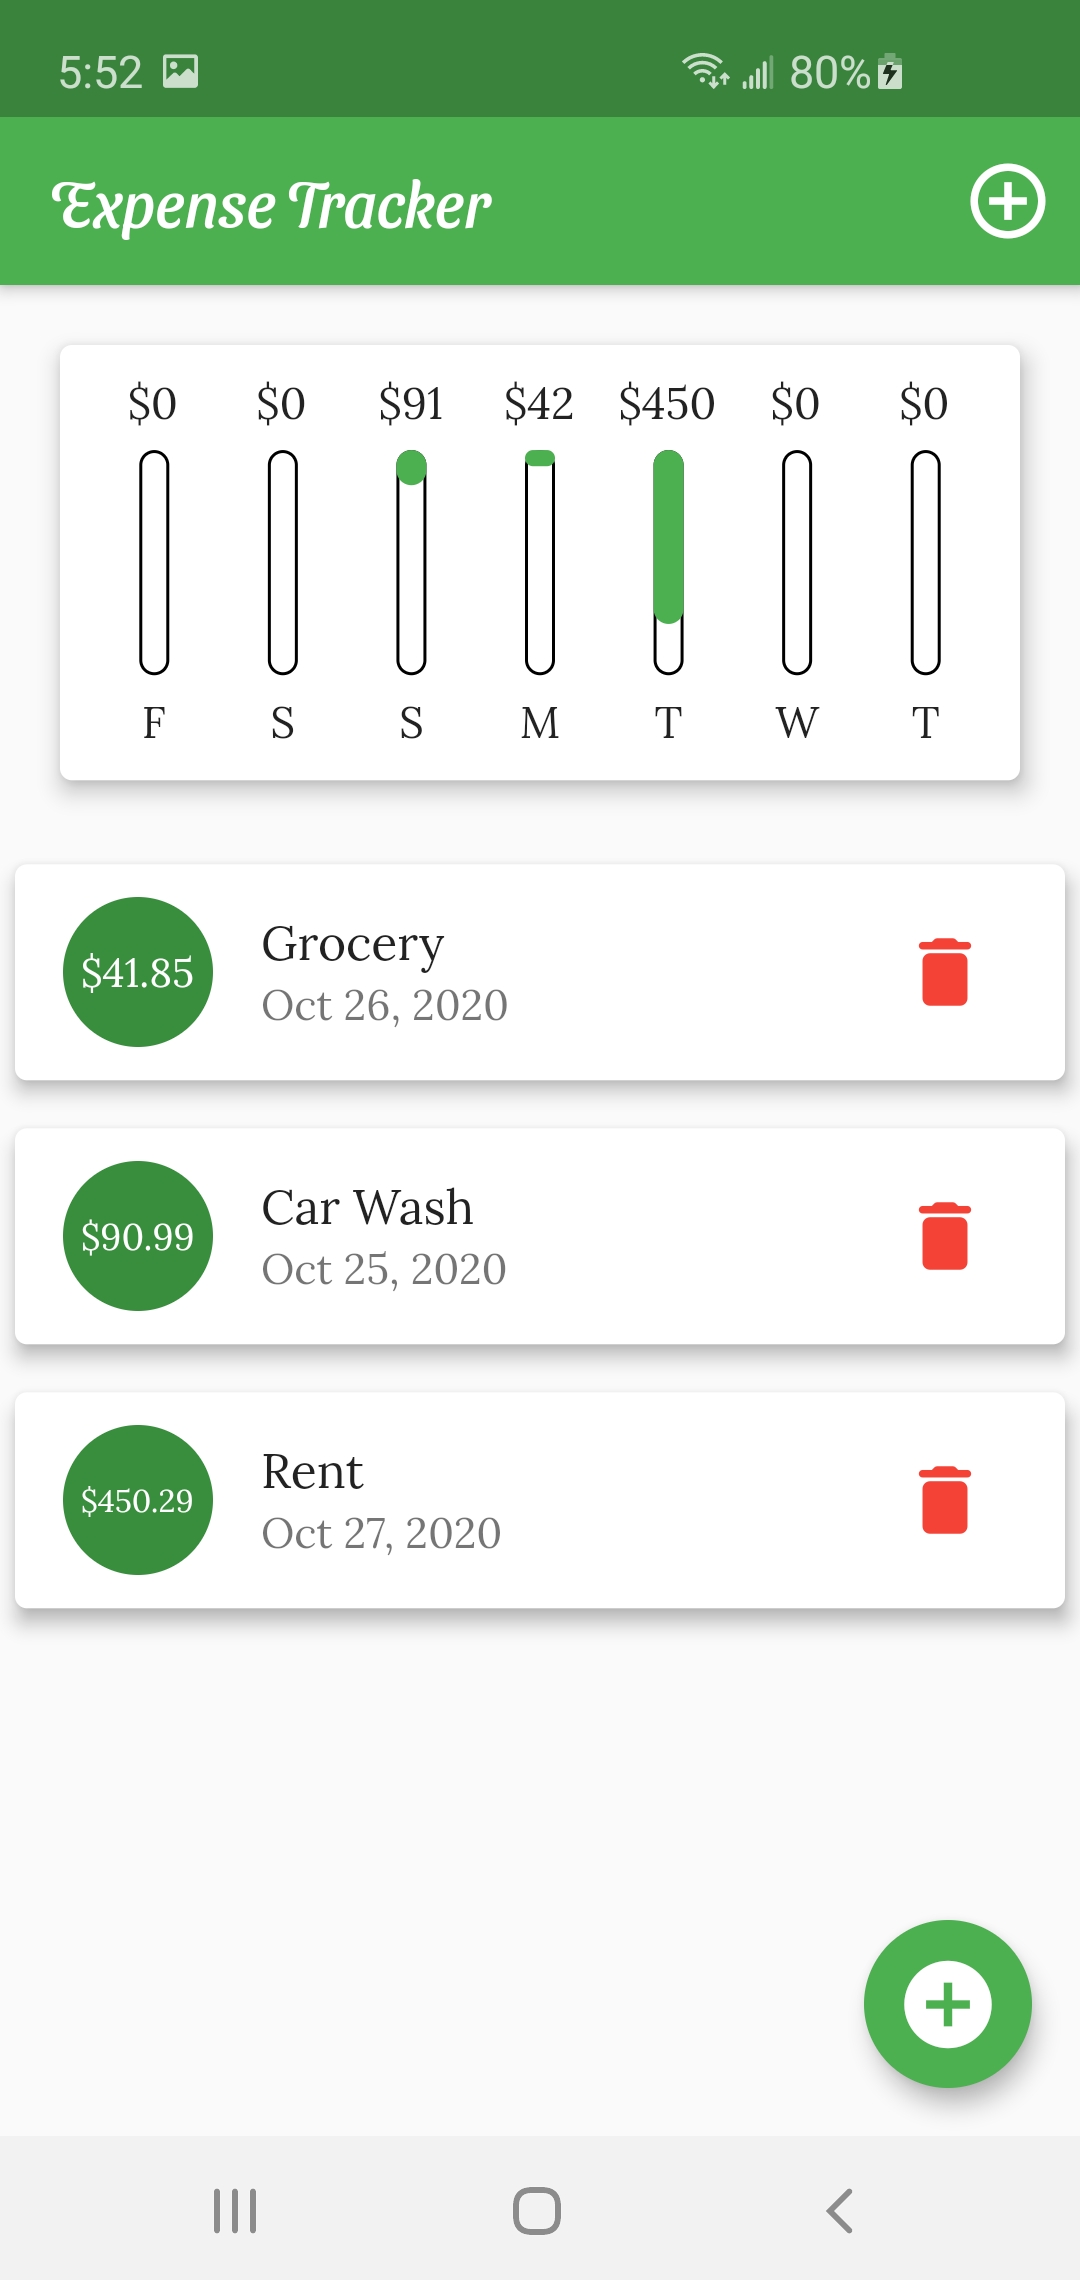 5:52 80%
Expense Tracker
$0 $0 $91 $42 $450 $0 $0
F S S M T W T
$41.85
Grocery
Oct 26, 2020
$90.99
Car Wash
Oct 25, 2020
$450.29
Rent
Oct 27, 2020